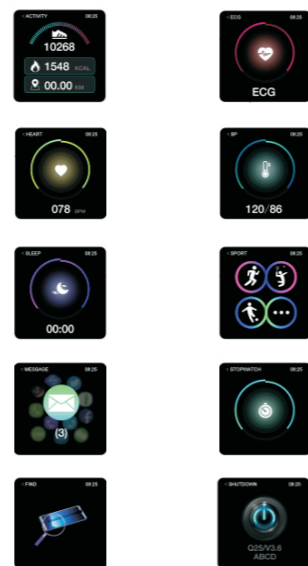 < ACTIVITY 08:25
10268
1548 KCAL
00.00 KM
< ECG 08:25
ECG
< HEART 08:25
078 BPM
< BP 08:25
120/86
< SLEEP 08:25
00:00
< SPORT 08:25
< MESSAGE 08:25
(3)
< STOPWATCH 08:25
< FIND 08:25
< SHUTDOWN 08:25
Q25/V3.6
ABCD